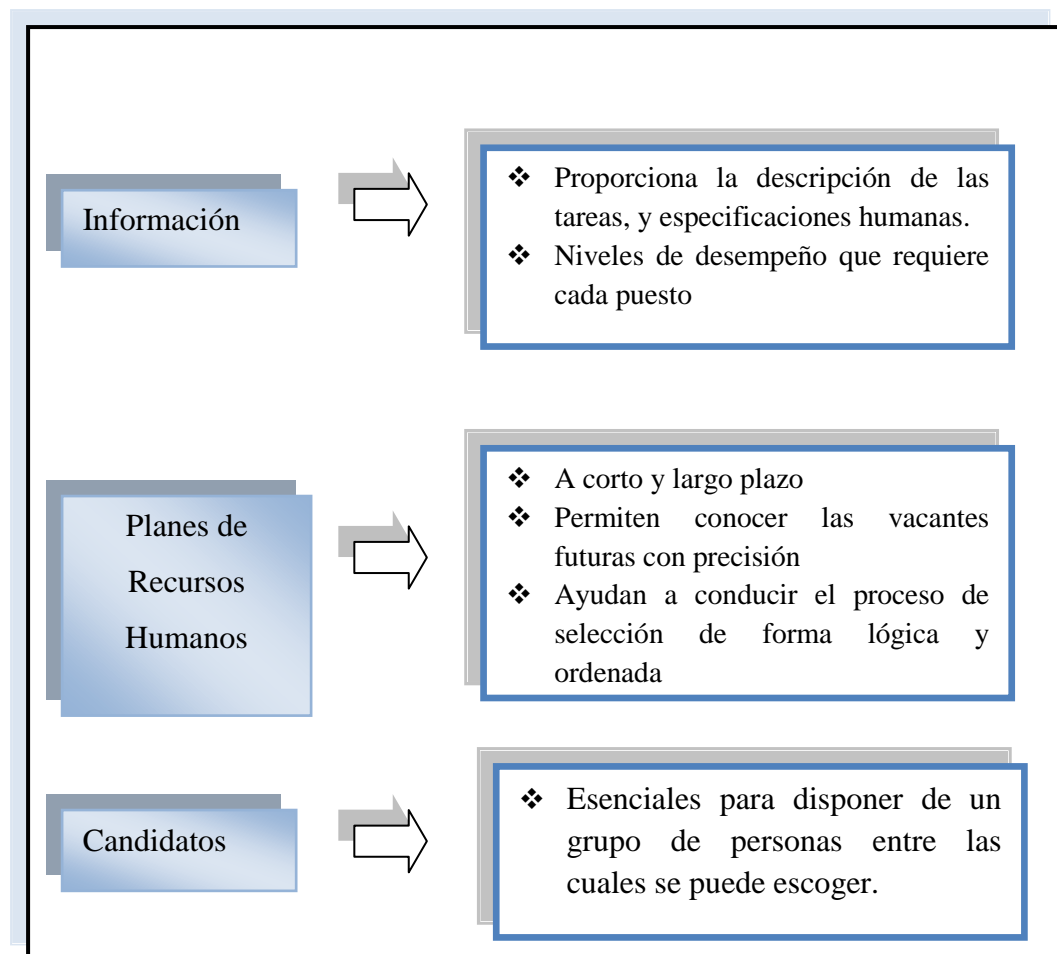 Información
❖ Proporciona la descripción de las
tareas, y especificaciones humanas.
❖ Niveles de desempeño que requiere
cada puesto
Planes de
Recursos
Humanos
❖ A corto y largo plazo
❖ Permiten conocer las vacantes
futuras con precisión
❖ Ayudan a conducir el proceso de
selección de forma lógica y
ordenada
Candidatos
❖ Esenciales para disponer de un
grupo de personas entre las
cuales se puede escoger.